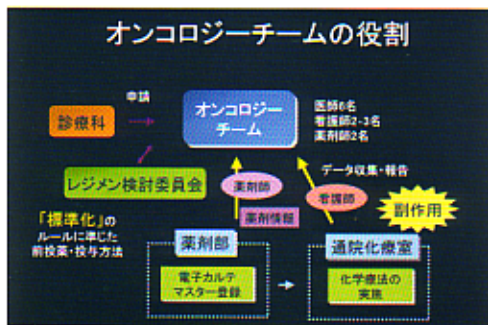 オンコロジーチームの役割
申請
診療科
オンコロジー
チーム
医師6名
看護師2-3名
薬剤師2名
レジメン検討委員会
薬剤師
データ収集・報告
看護師
副作用
薬剤情報
「標準化」の
ルールに準じた
前投薬・投与方法
薬剤部
通院化療室
電子カルテ
マスター登録
化学療法の
実施